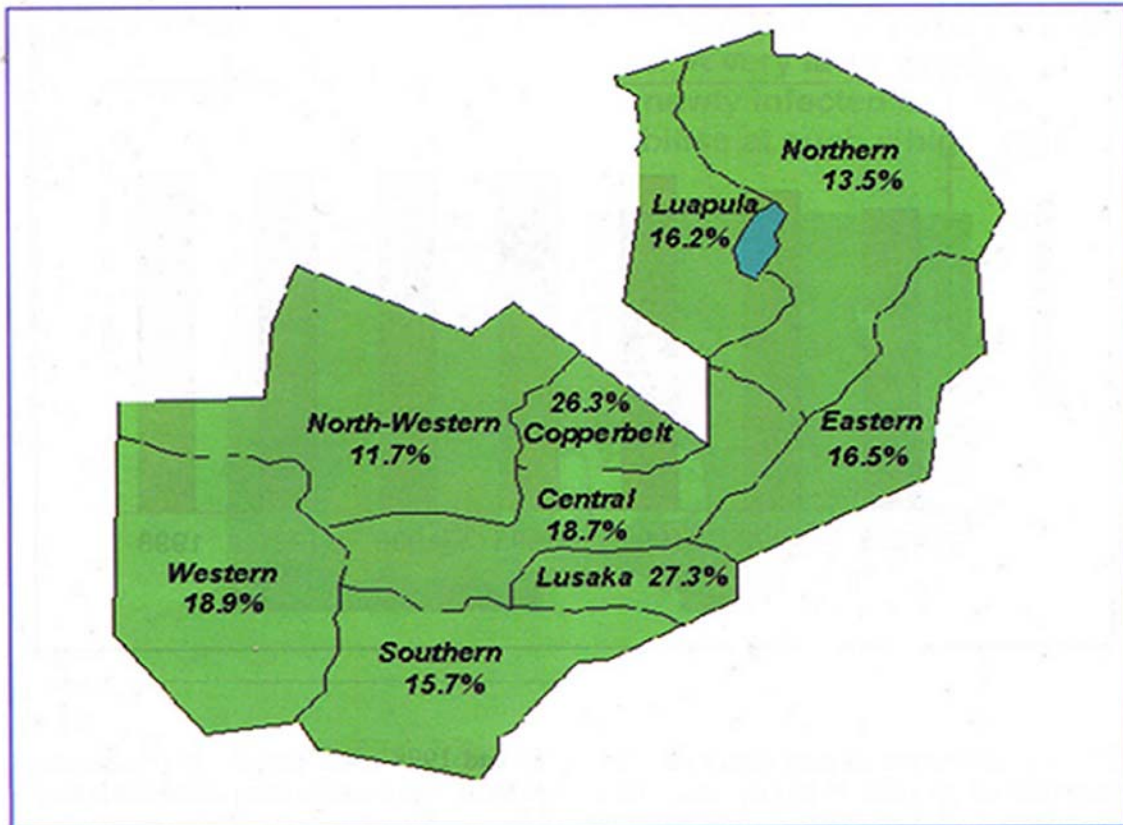 Northern
13.5%
Luapula
16.2%
26.3%
Copperbelt
North-Western
11.7%
Eastern
16.5%
Central
18.7%
Western
18.9%
Lusaka 27.3%
Southern
15.7%